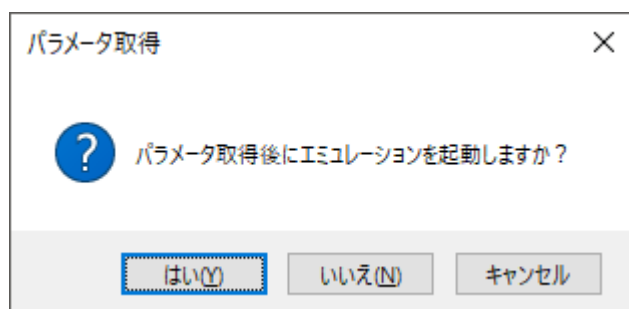 パラメータ取得
パラメータ取得後にエミュレーションを起動しますか？
はい(Y)
いいえ(N)
キャンセル